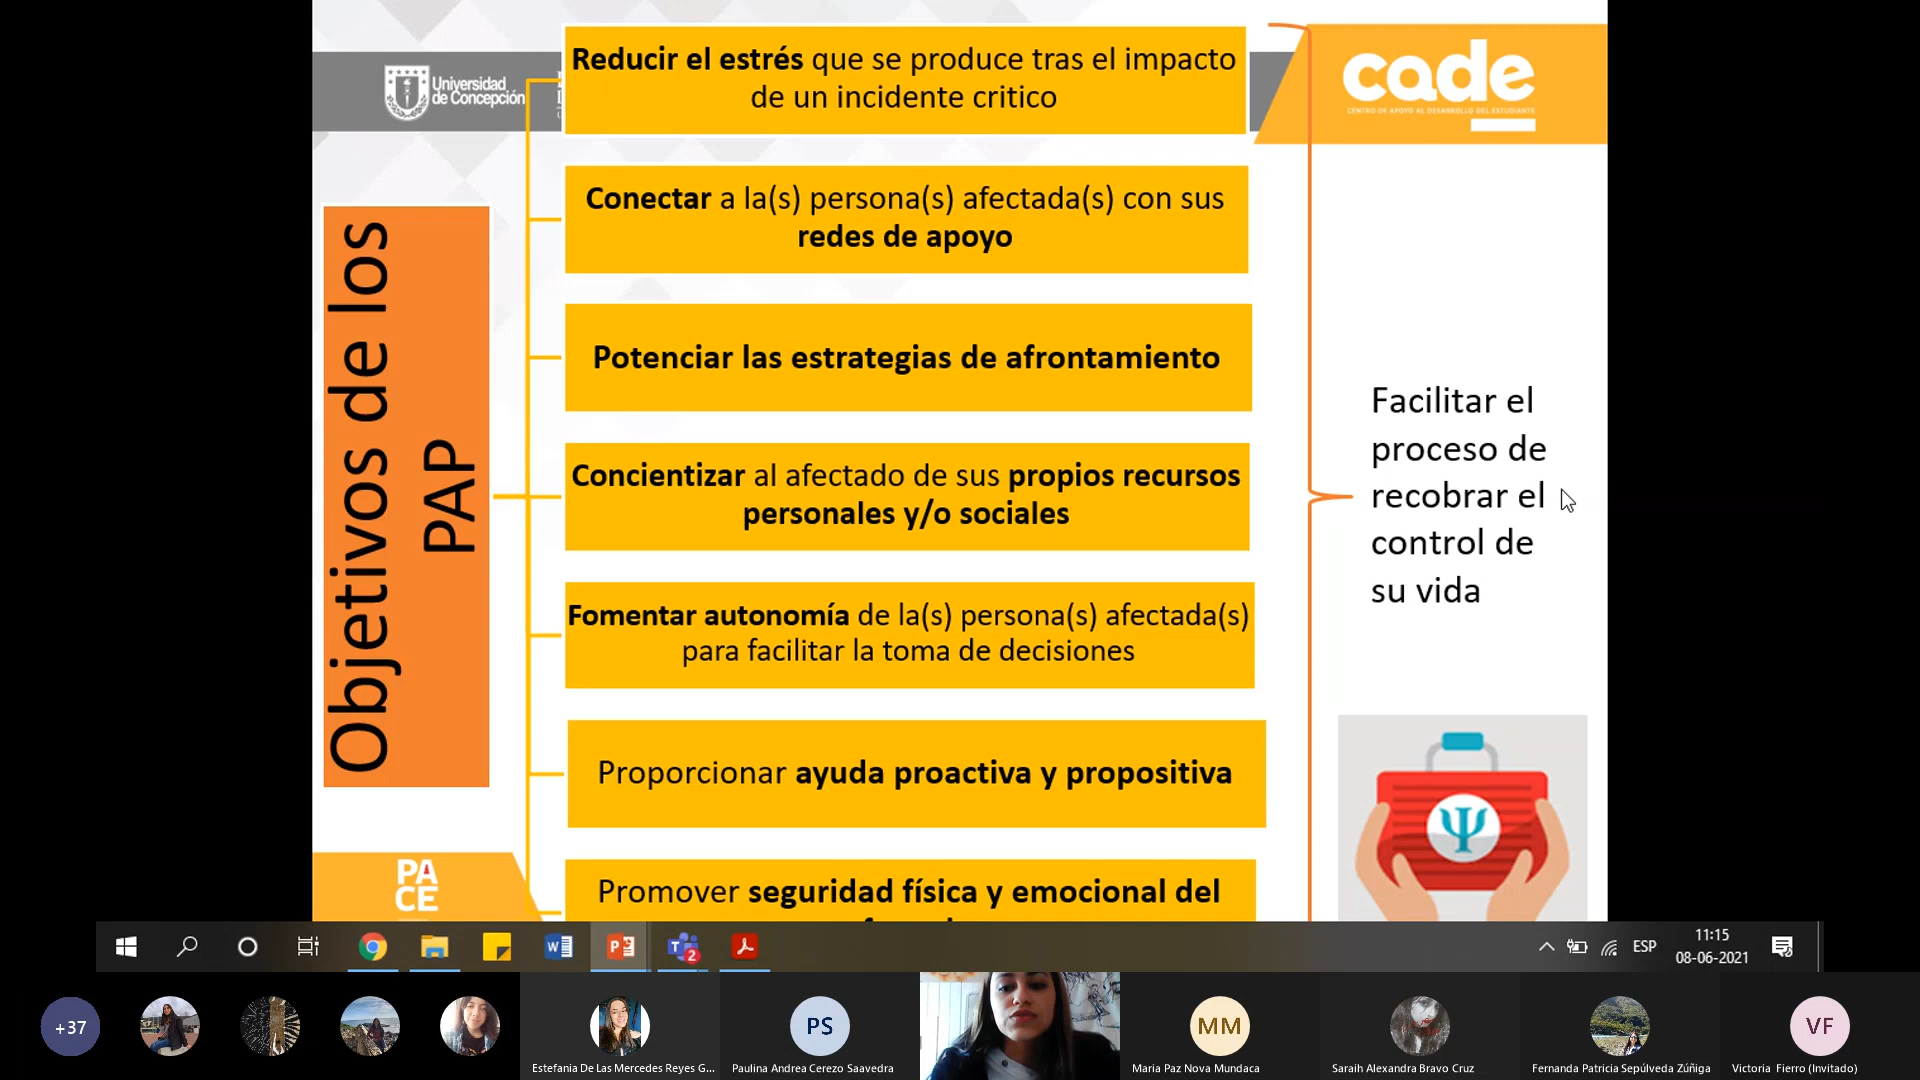 Universidad
de Concepción
cade
CENTRO DE APOYO AL DESARROLLO DEL ESTUDIANTE
Objetivos de los
PAP
Reducir el estrés que se produce tras el impacto
de un incidente critico
Conectar a la(s) persona(s) afectada(s) con sus
redes de apoyo
Potenciar las estrategias de afrontamiento
Concientizar al afectado de sus propios recursos
personales y/o sociales
Fomentar autonomía de la(s) persona(s) afectada(s)
para facilitar la toma de decisiones
Proporcionar ayuda proactiva y propositiva
Promover seguridad física y emocional del
Facilitar el
proceso de
recobrar el
control de
su vida
Ψ
PA
CE
2
ESP
11:15
08-06-2021
+37
PS
MM
VF
Estefania De Las Mercedes Reyes G...
Paulina Andrea Cerezo Saavedra
Maria Paz Nova Mundaca
Saraih Alexandra Bravo Cruz
Fernanda Patricia Sepúlveda Zúñiga
Victoria Fierro (Invitado)